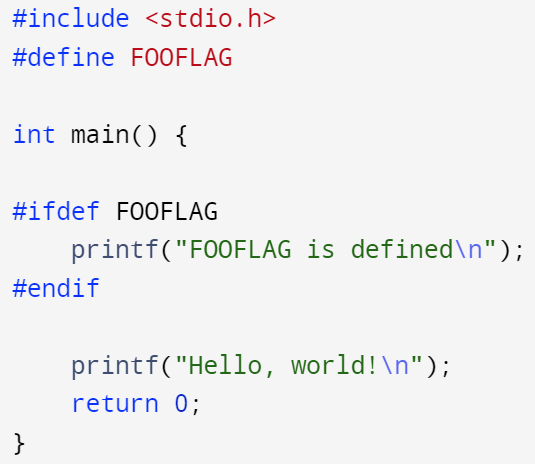 #include <stdio.h>
#define FOOFLAG
int main() {
#ifdef FOOFLAG
    printf("FOOFLAG is defined\n");
#endif
    printf("Hello, world!\n");
    return 0;
}